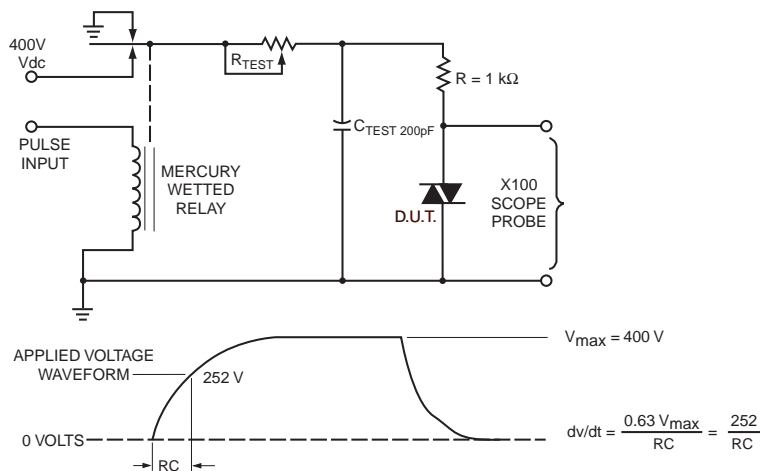 400V
Vdc
PULSE
INPUT
MERCURY
WETTED
RELAY
RTEST
CTEST 200pF
R = 1 kΩ
D.U.T.
X100
SCOPE
PROBE
APPLIED VOLTAGE
WAVEFORM
252 V
Vmax = 400 V
0 VOLTS
RC
dv/dt = 0.63 Vmax / RC = 252 / RC